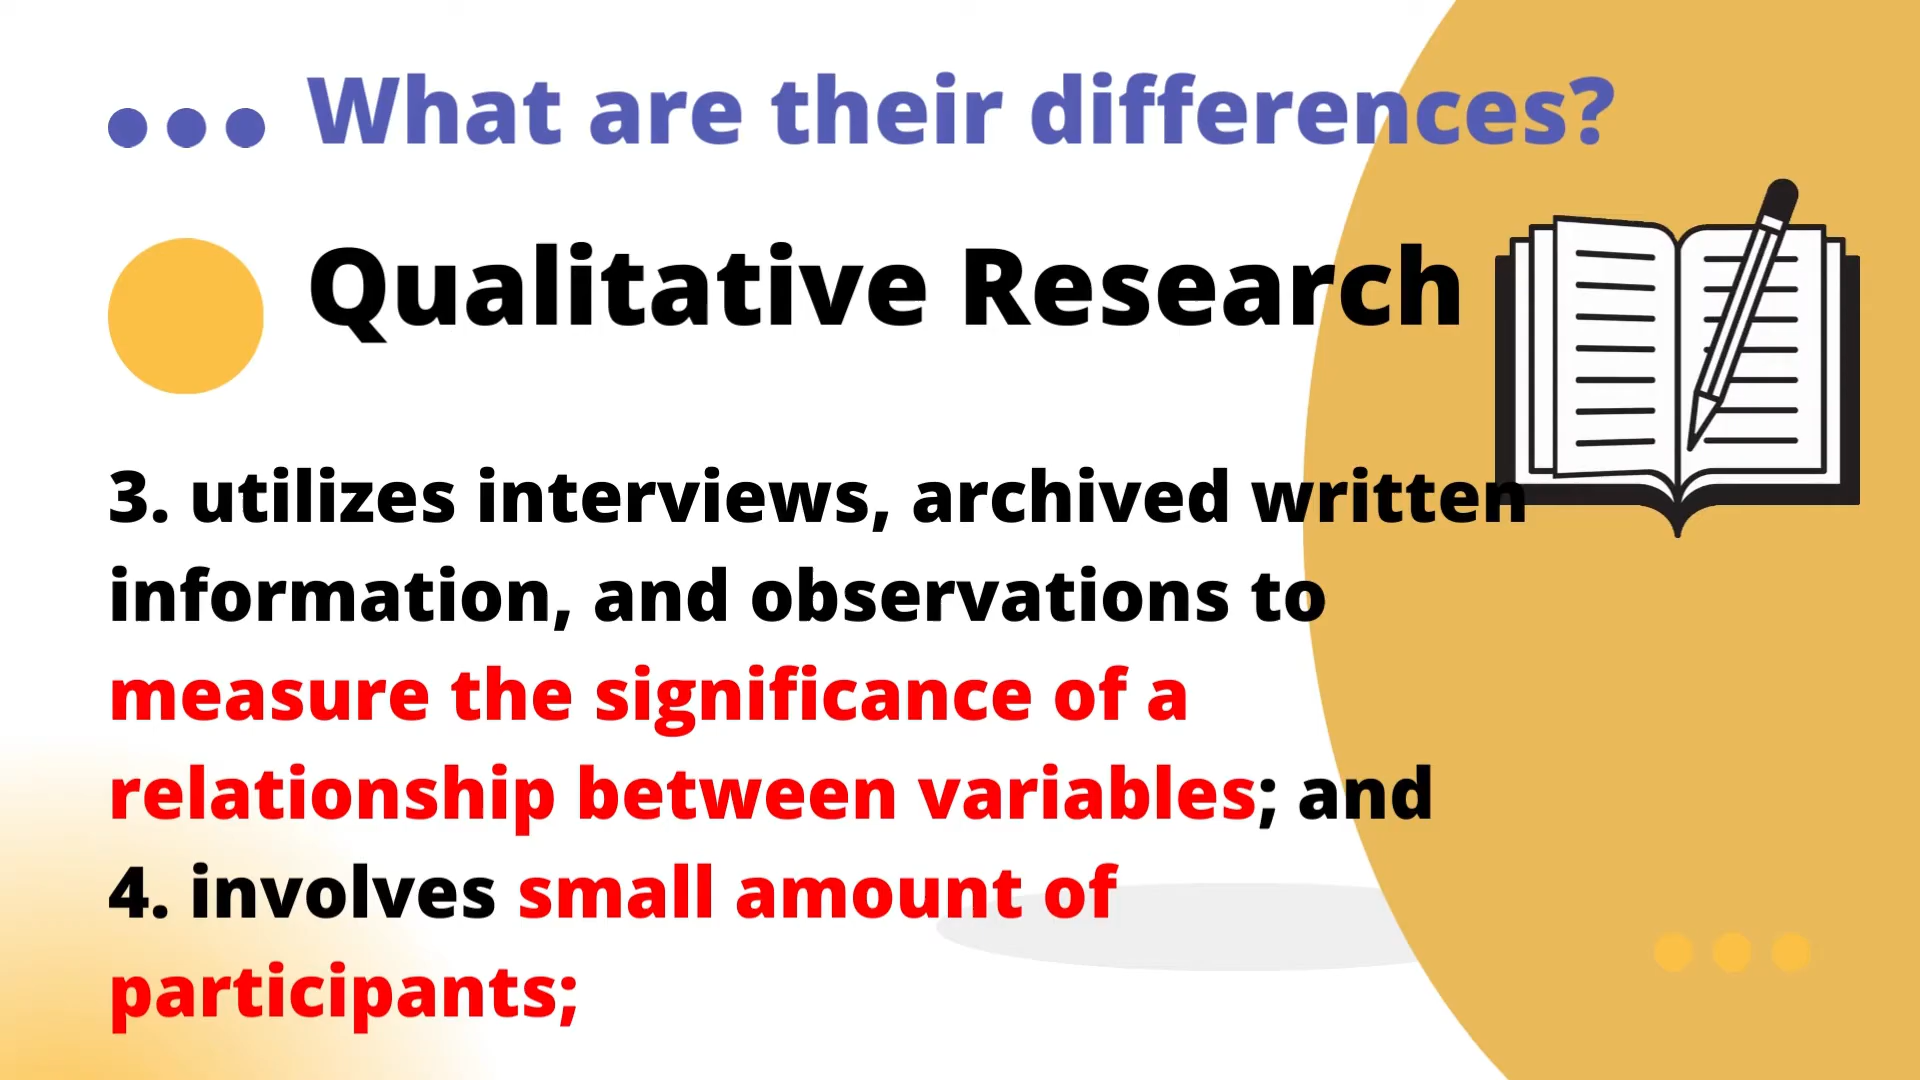 What are their differences?
Qualitative Research
3. utilizes interviews, archived written
information, and observations to
measure the significance of a
relationship between variables; and
4. involves small amount of
participants;